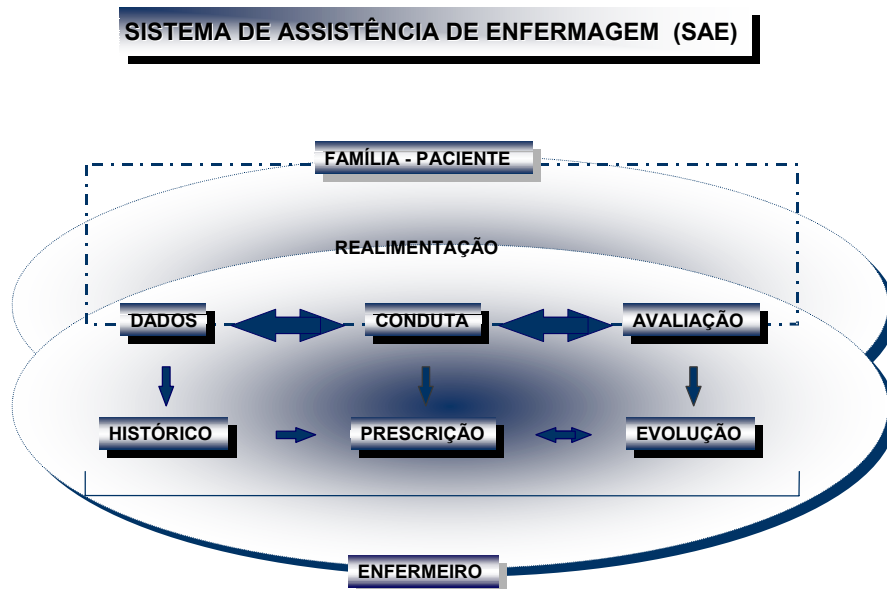 SISTEMA DE ASSISTÊNCIA DE ENFERMAGEM (SAE)
FAMÍLIA - PACIENTE
REALIMENTAÇÃO
DADOS
CONDUTA
AVALIAÇÃO
HISTÓRICO
PRESCRIÇÃO
EVOLUÇÃO
ENFERMEIRO